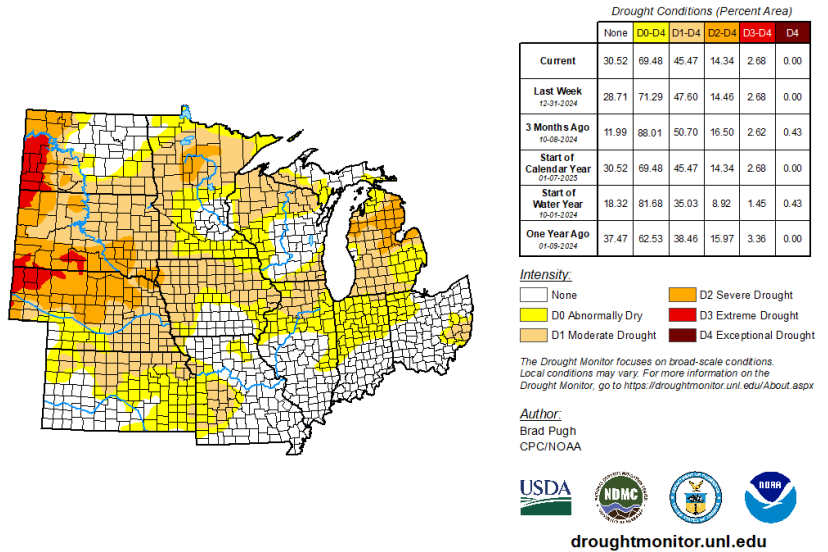 Drought Conditions (Percent Area)
None D0-D4 D1-D4 D2-D4 D3-D4 D4
Current 30.52 69.48 45.47 14.34 2.68 0.00
Last Week
12-31-2024 28.71 71.29 47.60 14.46 2.68 0.00
3 Months Ago
10-08-2024 11.99 88.01 50.70 16.50 2.62 0.43
Start of
Calendar Year
01-07-2025 30.52 69.48 45.47 14.34 2.68 0.00
Start of
Water Year
10-01-2024 18.32 81.68 35.03 8.92 1.45 0.43
One Year Ago
01-09-2024 37.47 62.53 38.46 15.97 3.36 0.00
Intensity:
None
D0 Abnormally Dry
D1 Moderate Drought
D2 Severe Drought
D3 Extreme Drought
D4 Exceptional Drought
The Drought Monitor focuses on broad-scale conditions.
Local conditions may vary. For more information on the
Drought Monitor, go to https://droughtmonitor.unl.edu/About.aspx
Author:
Brad Pugh
CPC/NOAA
USDA
NDMC
NOAA
droughtmonitor.unl.edu